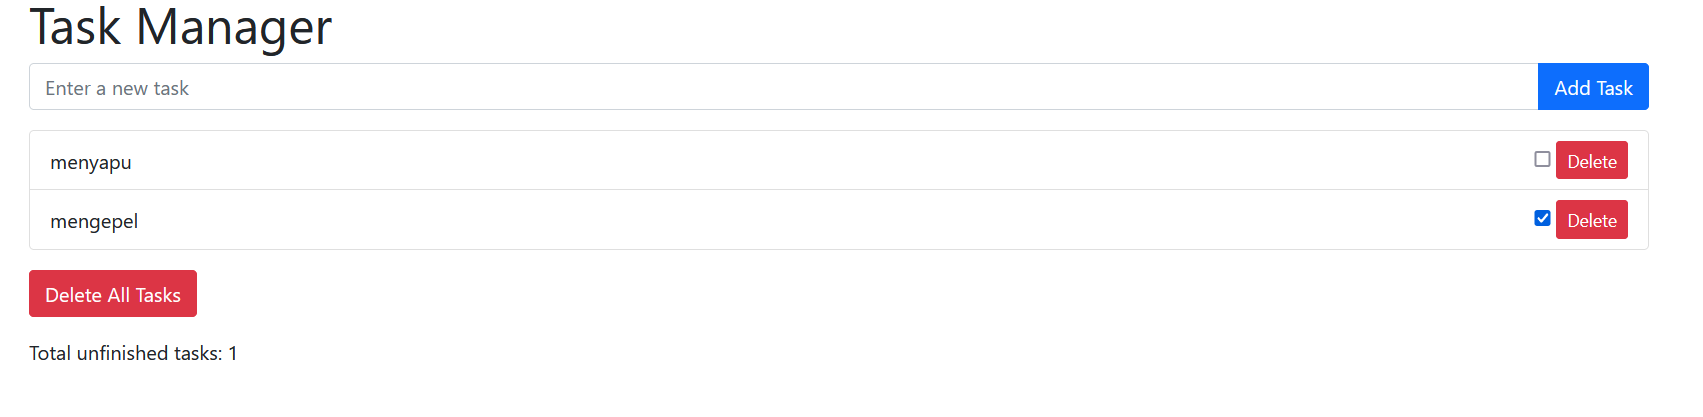 Task Manager
Enter a new task Add Task
menyapu Delete
mengepel Delete
Delete All Tasks
Total unfinished tasks: 1